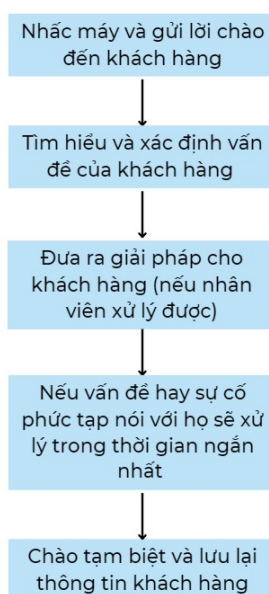 Nhấc máy và gửi lời chào
đến khách hàng
Tìm hiểu và xác định vấn
đề của khách hàng
Đưa ra giải pháp cho
khách hàng (nếu nhân
viên xử lý được)
Nếu vấn đề hay sự cố
phức tạp nói với họ sẽ xử
lý trong thời gian ngắn
nhất
Chào tạm biệt và lưu lại
thông tin khách hàng